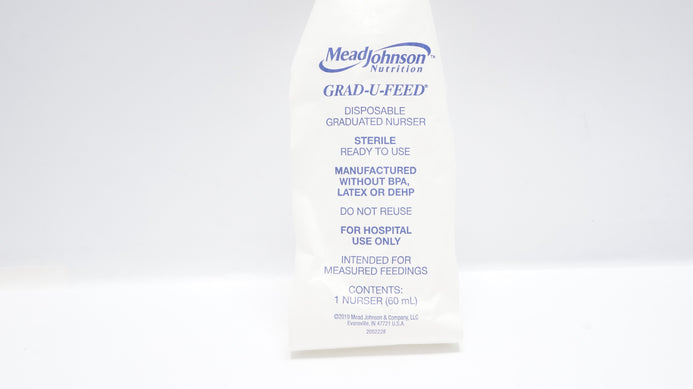 MeadJohnson™
Nutrition
GRAD-U-FEED®
DISPOSABLE
GRADUATED NURSER
STERILE
READY TO USE
MANUFACTURED
WITHOUT BPA,
LATEX OR DEHP
DO NOT REUSE
FOR HOSPITAL
USE ONLY
INTENDED FOR
MEASURED FEEDINGS
CONTENTS:
1 NURSER (60 mL)
©2019 Mead Johnson & Company, LLC
Evansville, IN 47721 U.S.A.
2052228